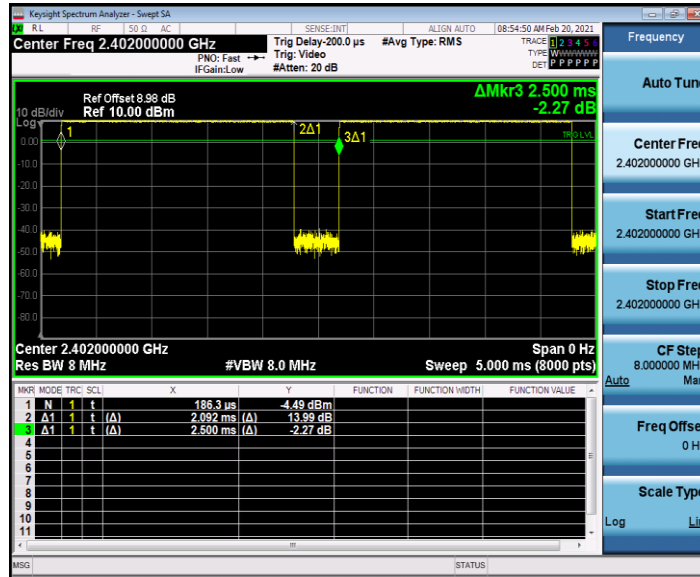 Keysight Spectrum Analyzer - Swept SA
RL RF 50 Ω AC SENSE:INT ALIGN AUTO 08:54:50 AM Feb 20, 2021
Center Freq 2.402000000 GHz
PNO: Fast
IFGain:Low
Trig Delay-200.0 µs
Trig: Video
#Atten: 20 dB
#Avg Type: RMS
TRACE 1 2 3 4 5 6
TYPE WWWWWW
DET P P P P P P
ΔMkr3 2.500 ms
-2.27 dB
Ref Offset 8.98 dB
10 dB/div Ref 10.00 dBm
Log
1 2Δ1 3Δ1
TRIG LVL
0.00
-10.0
-20.0
-30.0
-40.0
-50.0
-60.0
-70.0
-80.0
Center 2.402000000 GHz Span 0 Hz
Res BW 8 MHz #VBW 8.0 MHz Sweep 5.000 ms (8000 pts)
MKR MODE TRC SCL X Y FUNCTION FUNCTION WIDTH FUNCTION VALUE
1 N 1 t 186.3 µs -4.49 dBm
2 Δ1 1 t (Δ) 2.092 ms (Δ) 13.99 dB
3 Δ1 1 t (Δ) 2.500 ms (Δ) -2.27 dB
4
5
6
7
8
9
10
11
MSG STATUS
Frequency
Auto Tune
Center Freq
2.402000000 GH
Start Freq
2.402000000 GH
Stop Freq
2.402000000 GH
CF Step
8.000000 MH
Auto Ma
Freq Offse
0 H
Scale Type
Log Li